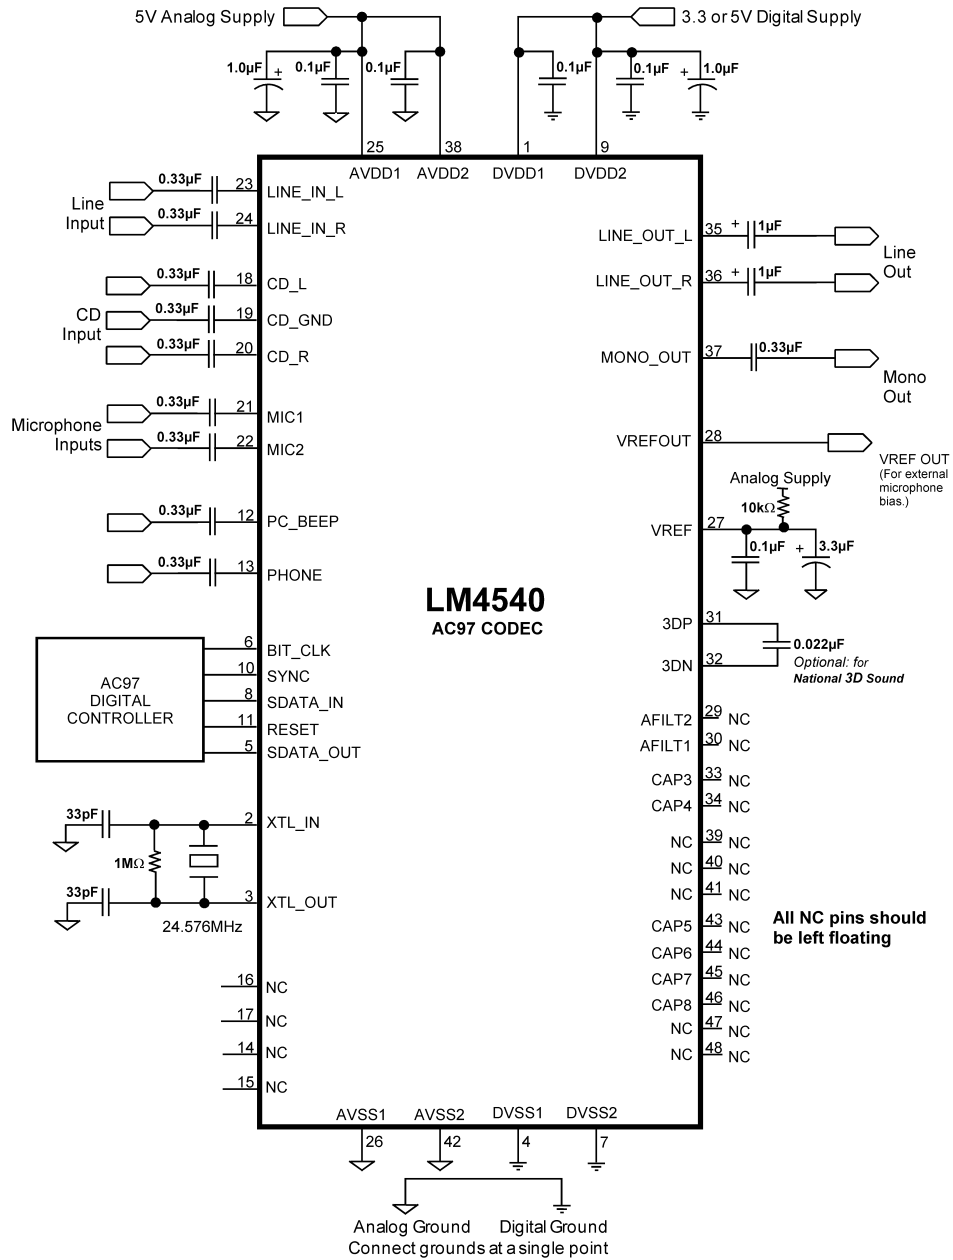 5V Analog Supply
3.3 or 5V Digital Supply
1.0µF +
0.1µF
0.1µF
0.1µF
0.1µF
+ 1.0µF
25
38
1
9
AVDD1
AVDD2
DVDD1
DVDD2
Line
Input
0.33µF
23
LINE_IN_L
0.33µF
24
LINE_IN_R
CD
Input
0.33µF
18
CD_L
0.33µF
19
CD_GND
0.33µF
20
CD_R
Microphone
Inputs
0.33µF
21
MIC1
0.33µF
22
MIC2
0.33µF
12
PC_BEEP
0.33µF
13
PHONE
LM4540
AC97 CODEC
AC97
DIGITAL
CONTROLLER
6
BIT_CLK
10
SYNC
8
SDATA_IN
11
RESET
5
SDATA_OUT
33pF
2
XTL_IN
1MΩ
33pF
3
XTL_OUT
24.576MHz
16
NC
17
NC
14
NC
15
NC
LINE_OUT_L
35
+
1µF
LINE_OUT_R
36
+
1µF
Line
Out
MONO_OUT
37
0.33µF
Mono
Out
VREFOUT
28
VREF OUT
(For external
microphone
bias.)
Analog Supply
10kΩ
VREF
27
0.1µF
+ 3.3µF
3DP
31
3DN
32
0.022µF
Optional: for
National 3D Sound
AFILT2
29
NC
AFILT1
30
NC
CAP3
33
NC
CAP4
34
NC
NC
39
NC
NC
40
NC
NC
41
NC
CAP5
43
NC
CAP6
44
NC
CAP7
45
NC
CAP8
46
NC
NC
47
NC
NC
48
NC
All NC pins should
be left floating
AVSS1
AVSS2
DVSS1
DVSS2
26
42
4
7
Analog Ground
Digital Ground
Connect grounds at a single point